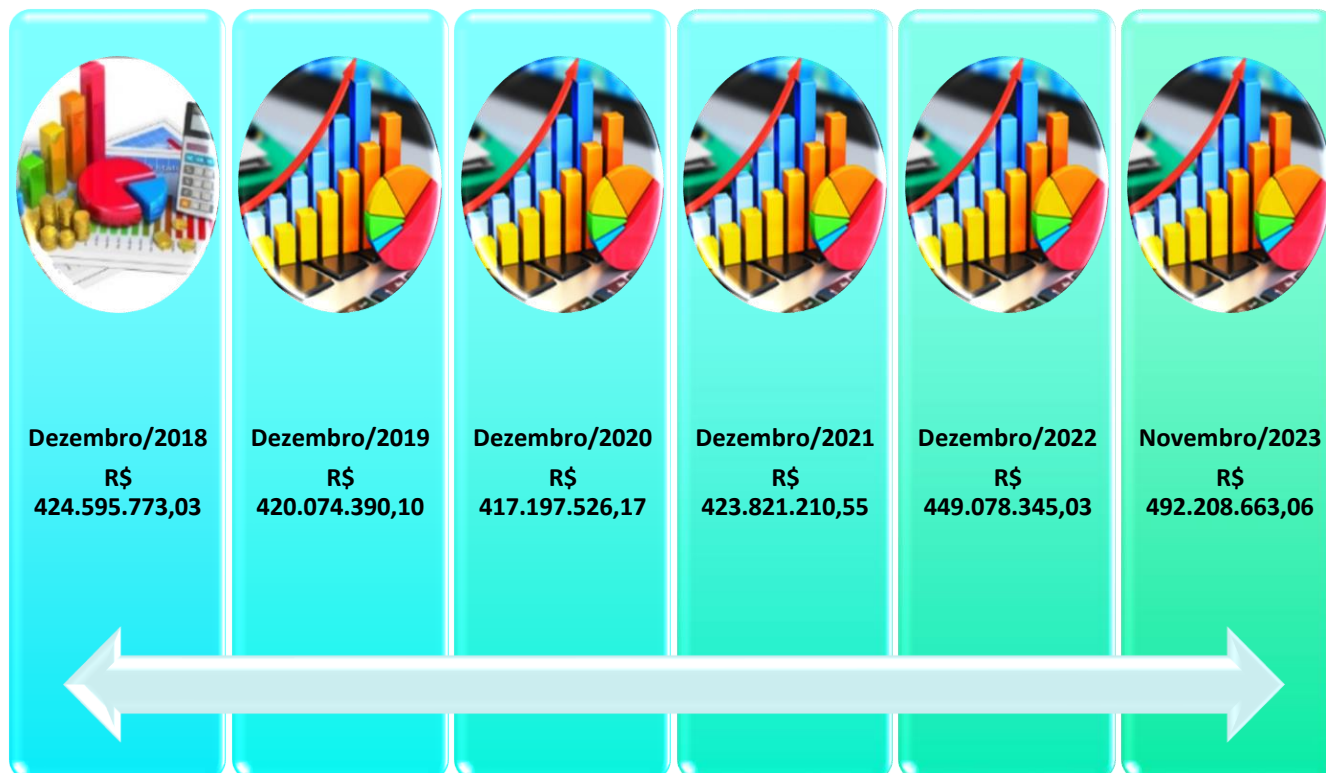 Dezembro/2018
R$
424.595.773,03
Dezembro/2019
R$
420.074.390,10
Dezembro/2020
R$
417.197.526,17
Dezembro/2021
R$
423.821.210,55
Dezembro/2022
R$
449.078.345,03
Novembro/2023
R$
492.208.663,06